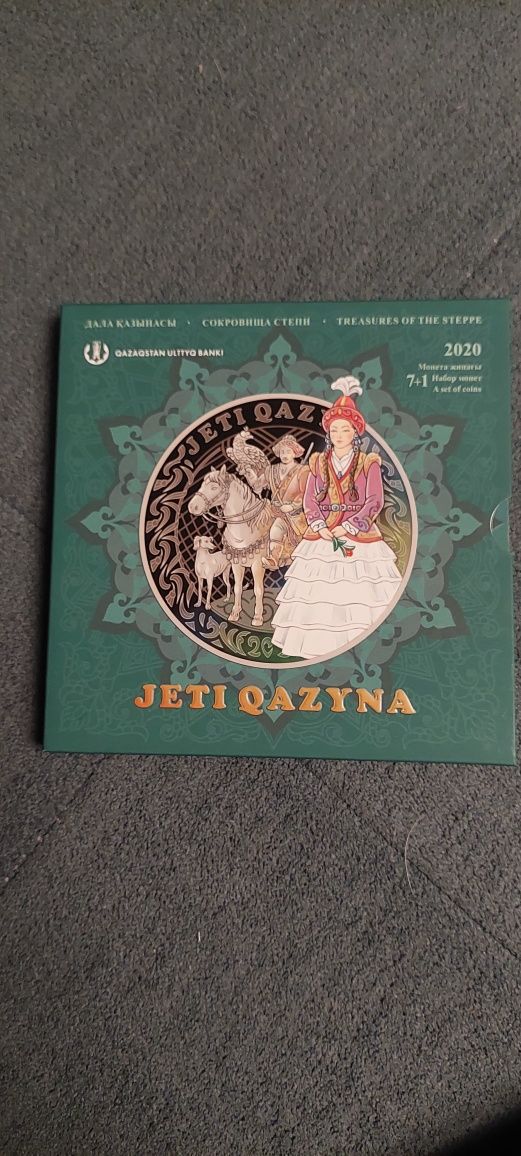 ДАЛА ҚАЗЫНАСЫ · СОКРОВИЩА СТЕПИ · TREASURES OF THE STEPPE
QAZAQSTAN ULTTYQ BANKI
2020
Монета жинағы
7+1 Набор монет
A set of coins
JETI QAZY
JETI QAZYNA